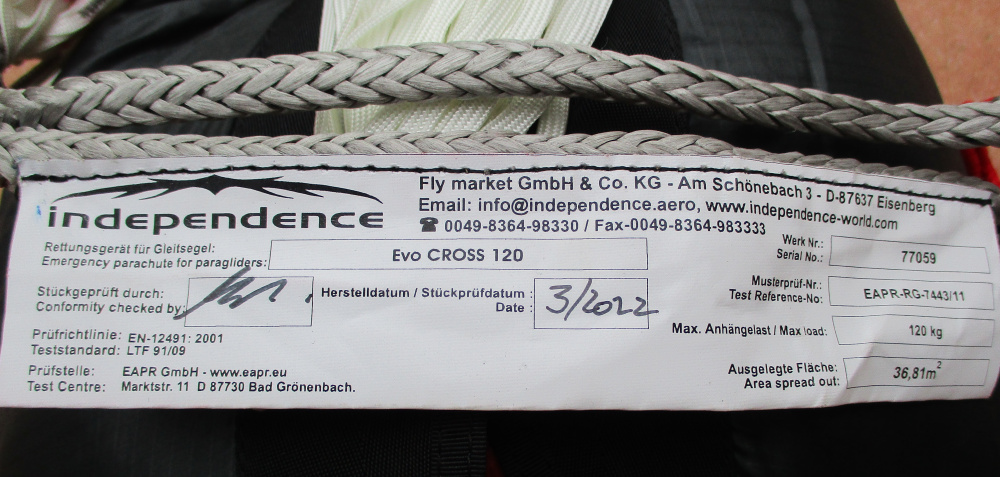 independence
Fly market GmbH & Co. KG - Am Schönebach 3 - D-87637 Eisenberg
Email: info@independence.aero, www.independence-world.com
☎ 0049-8364-98330 / Fax-0049-8364-983333
Rettungsgerät für Gleitsegel:
Emergency parachute for paragliders:
Evo CROSS 120
Werk Nr.:
Serial No.:
77059
Stückgeprüft durch:
Conformity checked by:
Herstelldatum / Stückprüfdatum :
Date :
3/2022
Musterprüf-Nr.:
Test Reference-No:
EAPR-RG-7443/11
Max. Anhängelast / Max load:
120 kg
Prüfrichtlinie: EN-12491: 2001
Teststandard: LTF 91/09
Prüfstelle: EAPR GmbH - www.eapr.eu
Test Centre: Marktstr. 11 D 87730 Bad Grönenbach.
Ausgelegte Fläche:
Area spread out:
36,81m²